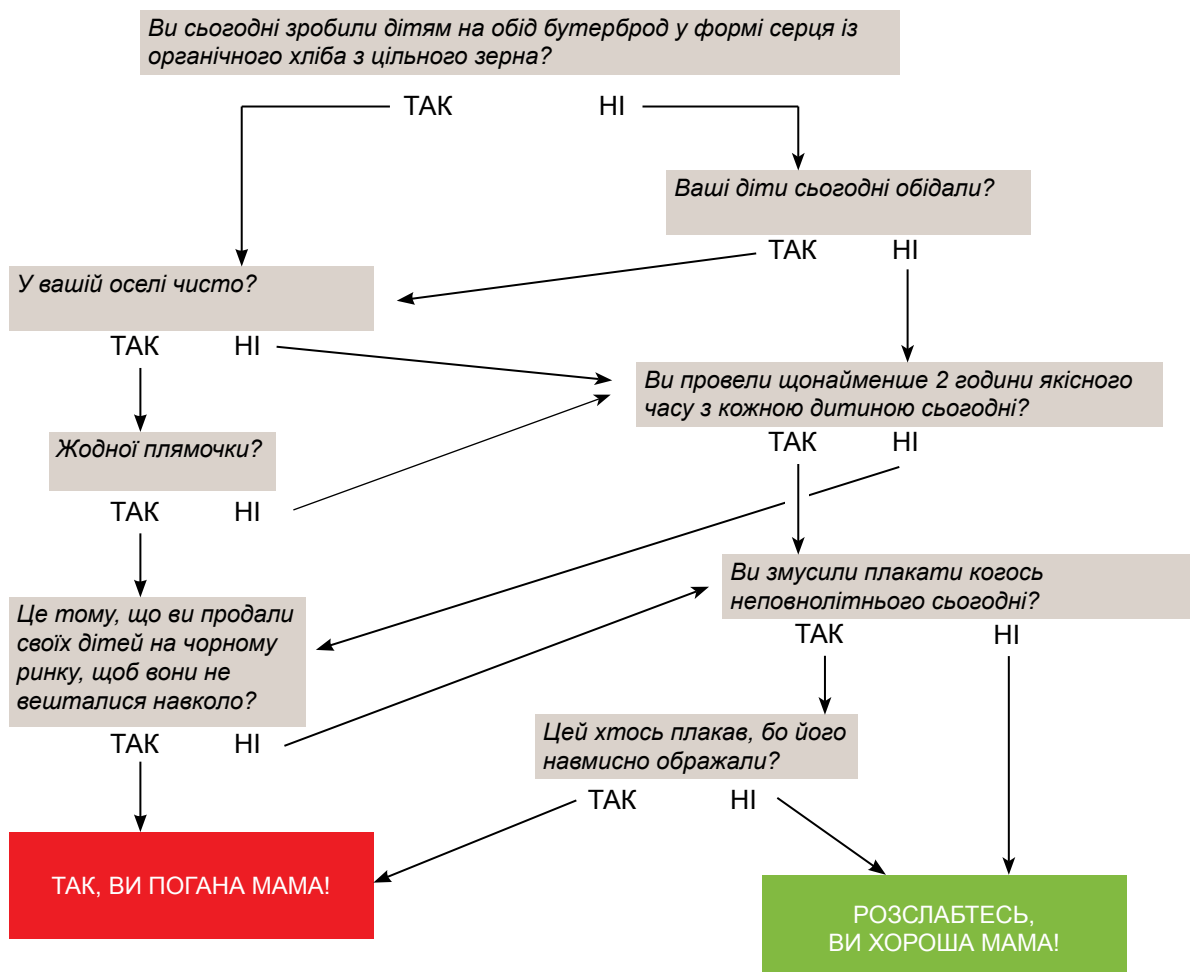 Ви сьогодні зробили дітям на обід бутерброд у формі серця із
органічного хліба з цільного зерна?
ТАК НІ
Ваші діти сьогодні обідали?
ТАК НІ
У вашій оселі чисто?
ТАК НІ
Ви провели щонайменше 2 години якісного
часу з кожною дитиною сьогодні?
ТАК НІ
Жодної плямочки?
ТАК НІ
Ви змусили плакати когось
неповнолітнього сьогодні?
ТАК НІ
Це тому, що ви продали
своїх дітей на чорному
ринку, щоб вони не
вешталися навколо?
ТАК НІ
Цей хтось плакав, бо його
навмисно ображали?
ТАК НІ
ТАК, ВИ ПОГАНА МАМА!
РОЗСЛАБТЕСЬ,
ВИ ХОРОША МАМА!